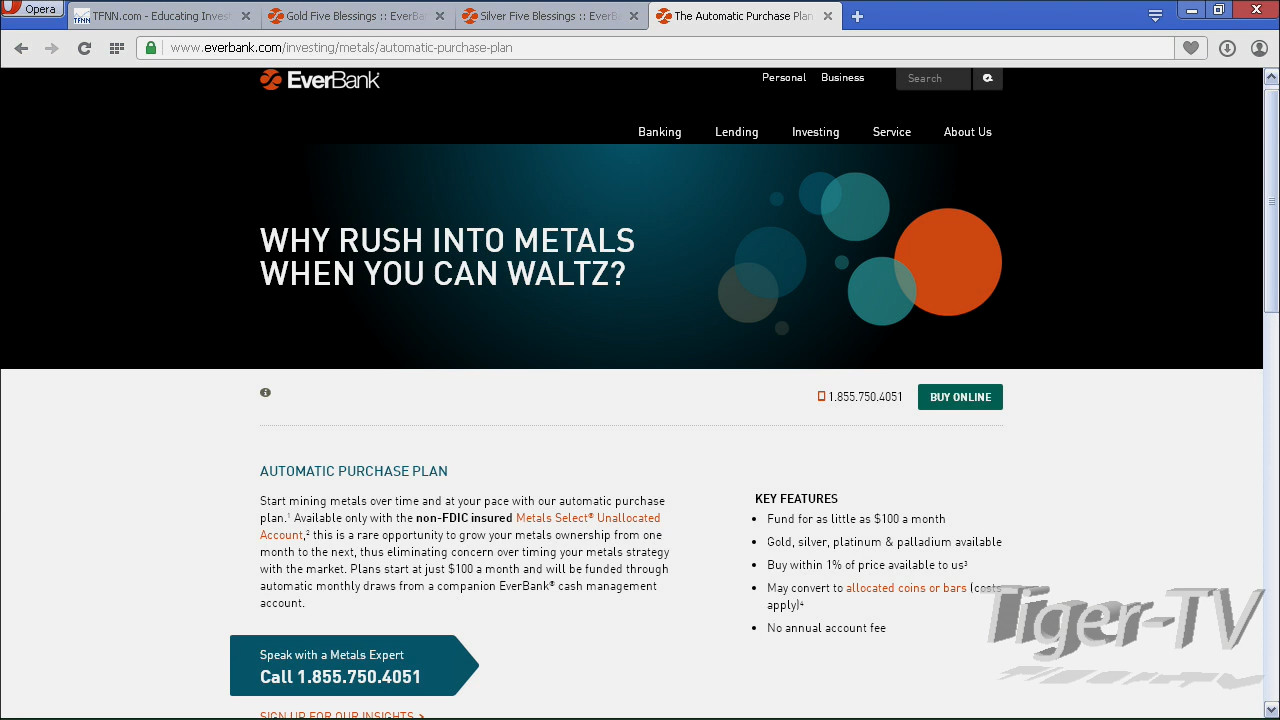 Opera
TFNN.com - Educating Invest
Gold Five Blessings :: EverBa
Silver Five Blessings :: EverB
The Automatic Purchase Plan
www.everbank.com/investing/metals/automatic-purchase-plan
EverBank
Personal Business
Search
Banking Lending Investing Service About Us
WHY RUSH INTO METALS
WHEN YOU CAN WALTZ?
1.855.750.4051
BUY ONLINE
AUTOMATIC PURCHASE PLAN
Start mining metals over time and at your pace with our automatic purchase
plan.¹ Available only with the non-FDIC insured Metals Select® Unallocated
Account,² this is a rare opportunity to grow your metals ownership from one
month to the next, thus eliminating concern over timing your metals strategy
with the market. Plans start at just $100 a month and will be funded through
automatic monthly draws from a companion EverBank® cash management
account.
Speak with a Metals Expert
Call 1.855.750.4051
SIGN UP FOR OUR INSIGHTS >
KEY FEATURES
• Fund for as little as $100 a month
• Gold, silver, platinum & palladium available
• Buy within 1% of price available to us³
• May convert to allocated coins or bars (costs
apply)⁴
• No annual account fee
Tiger-TV